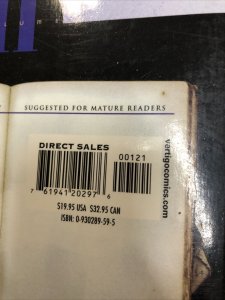 SUGGESTED FOR MATURE READERS
DIRECT SALES
00121
7 61941 20297 6
$19.95 USA $32.95 CAN
ISBN: 0-930289-59-5
vertigocomics.com